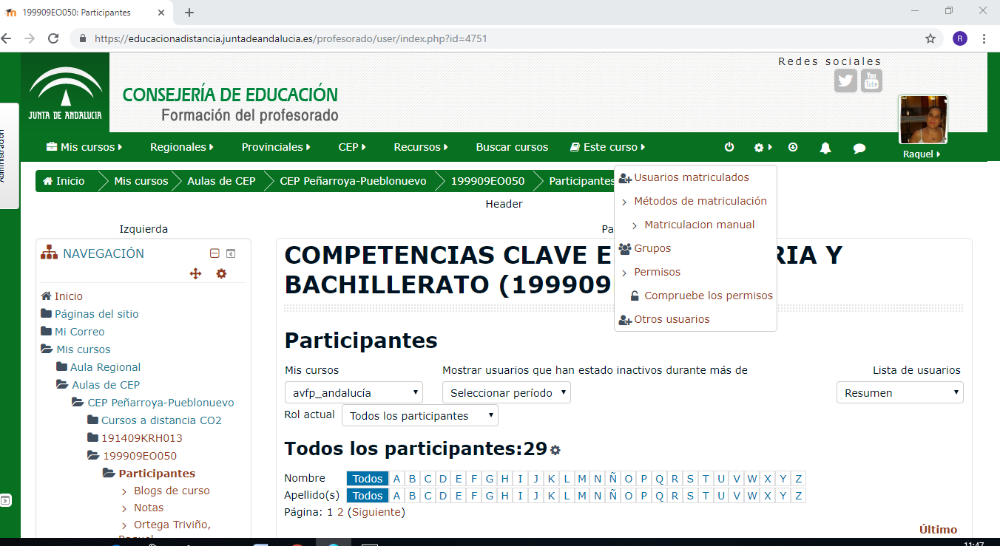 199909EO050: Participantes
https://educacionadistancia.juntadeandalucia.es/profesorado/user/index.php?id=4751
R
Redes sociales
You Tube
CONSEJERÍA DE EDUCACIÓN
Formación del profesorado
JUNTA DE ANDALUCIA
Administración
Mis cursos Regionales Provinciales CEP Recursos Buscar cursos Este curso
Raquel
Inicio Mis cursos Aulas de CEP CEP Peñarroya-Pueblonuevo 199909EO050 Participantes
Usuarios matriculados
Métodos de matriculación
Matriculacion manual
Grupos
Permisos
Compruebe los permisos
Otros usuarios
Header
Izquierda
Pa
NAVEGACIÓN
Inicio
Páginas del sitio
Mi Correo
Mis cursos
Aula Regional
Aulas de CEP
CEP Peñarroya-Pueblonuevo
Cursos a distancia CO2
191409KRH013
199909EO050
Participantes
Blogs de curso
Notas
Ortega Triviño,
Raquel
COMPETENCIAS CLAVE E RIA Y
BACHILLERATO (199909
Participantes
Mis cursos Mostrar usuarios que han estado inactivos durante más de Lista de usuarios
avfp_andalucía Seleccionar período Resumen
Rol actual Todos los participantes
Todos los participantes:29
Nombre Todos A B C D E F G H I J K L M N Ñ O P Q R S T U V W X Y Z
Apellido(s) Todos A B C D E F G H I J K L M N Ñ O P Q R S T U V W X Y Z
Página: 1 2 (Siguiente)
Último
11:47